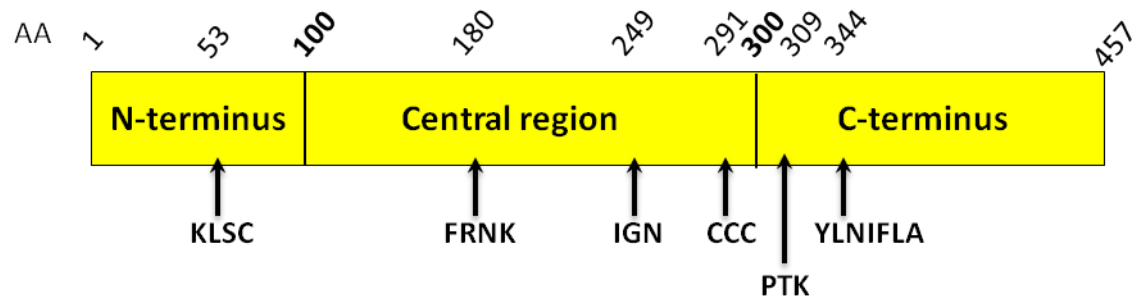 AA 1 53 100 180 249 291 300 309 344 457
N-terminus Central region C-terminus
KLSC FRNK IGN CCC YLNIFLA
PTK